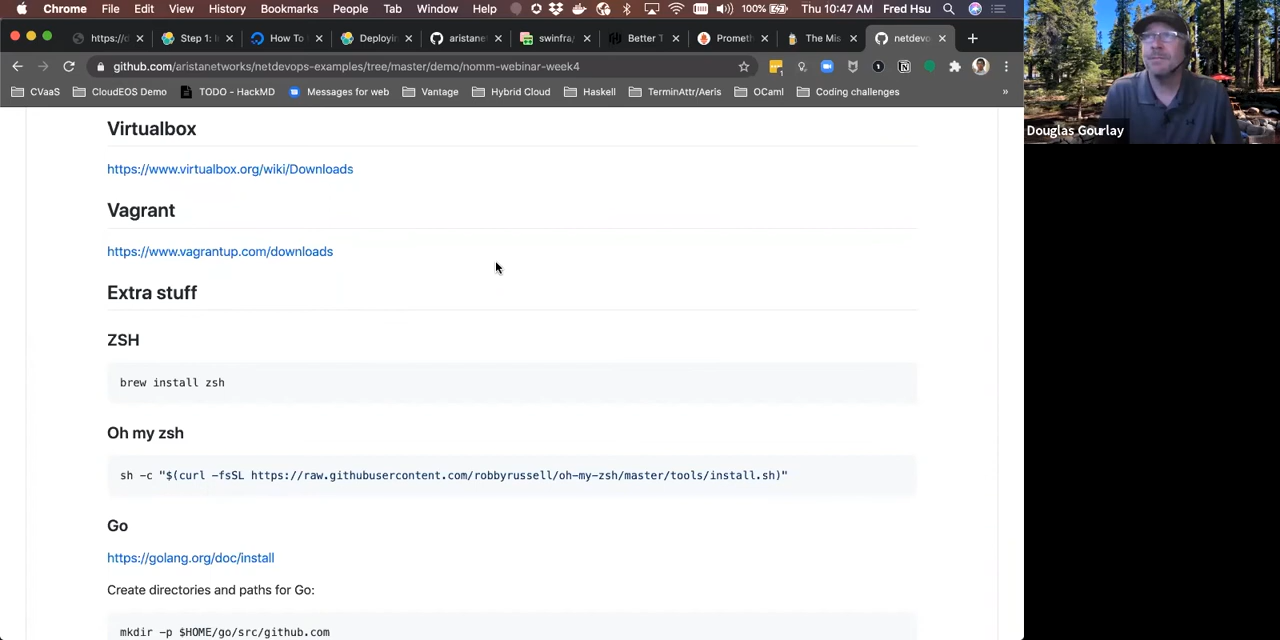 Chrome File Edit View History Bookmarks People Tab Window Help 100% Thu 10:47 AM Fred Hsu
https://d Step 1: I How To Deployin aristane swinfra/ Better T Prometh The Mis netdevo
github.com/aristanetworks/netdevops-examples/tree/master/demo/nomm-webinar-week4
CVaaS CloudEOS Demo TODO - HackMD Messages for web Vantage Hybrid Cloud Haskell TerminAttr/Aeris OCaml Coding challenges »
Douglas Gourlay
Virtualbox
https://www.virtualbox.org/wiki/Downloads
Vagrant
https://www.vagrantup.com/downloads
Extra stuff
ZSH
brew install zsh
Oh my zsh
sh -c "$(curl -fsSL https://raw.githubusercontent.com/robbyrussell/oh-my-zsh/master/tools/install.sh)"
Go
https://golang.org/doc/install
Create directories and paths for Go:
mkdir -p $HOME/go/src/github.com